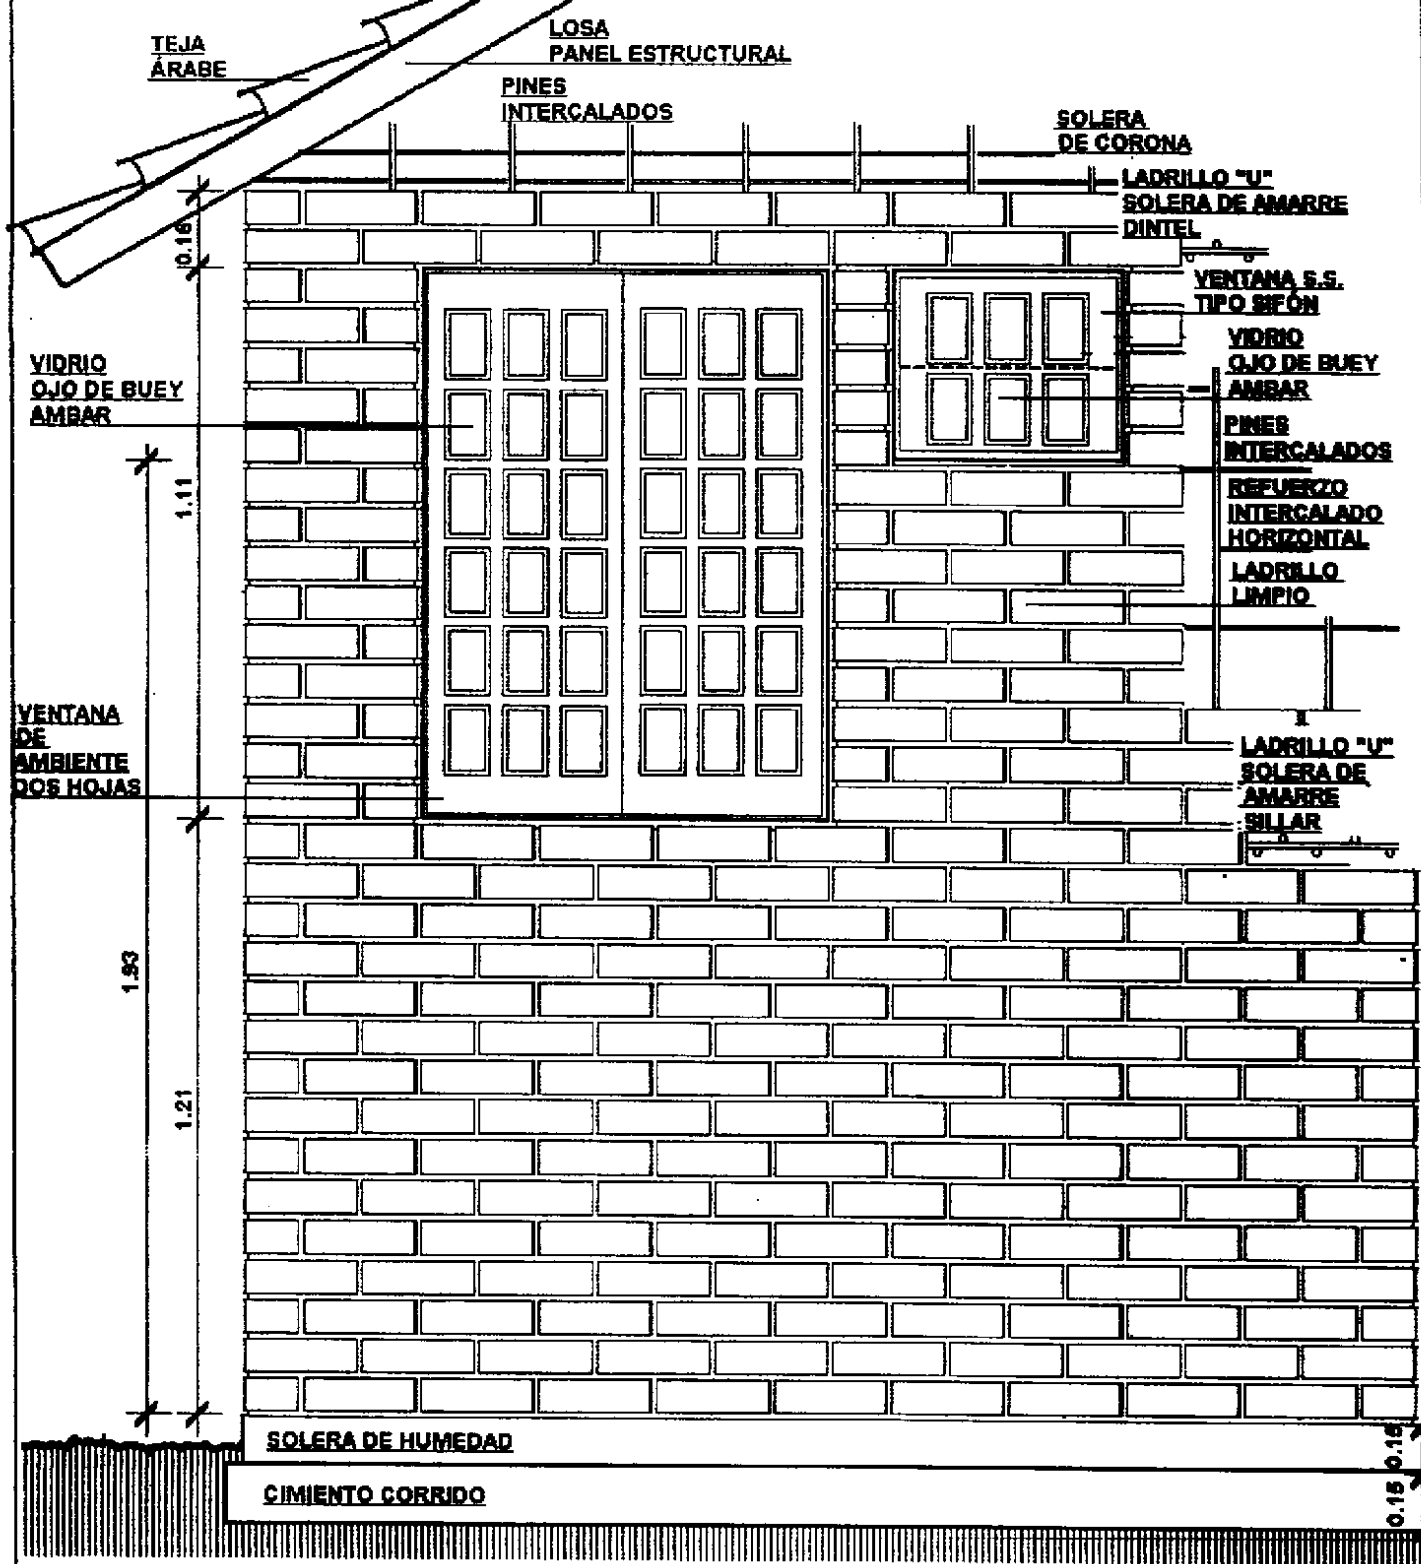 TEJA
ÁRABE
LOSA
PANEL ESTRUCTURAL
PINES
INTERCALADOS
SOLERA
DE CORONA
LADRILLO "U"
SOLERA DE AMARRE
DINTEL
0.16
VENTANA S.S.
TIPO SIFÓN
VIDRIO
OJO DE BUEY
AMBAR
VIDRIO
OJO DE BUEY
AMBAR
PINES
INTERCALADOS
REFUERZO
INTERCALADO
HORIZONTAL
LADRILLO
LIMPIO
1.11
VENTANA
DE
AMBIENTE
DOS HOJAS
LADRILLO "U"
SOLERA DE
AMARRE
SILLAR
1.93
1.21
SOLERA DE HUMEDAD
0.15
CIMIENTO CORRIDO
0.15